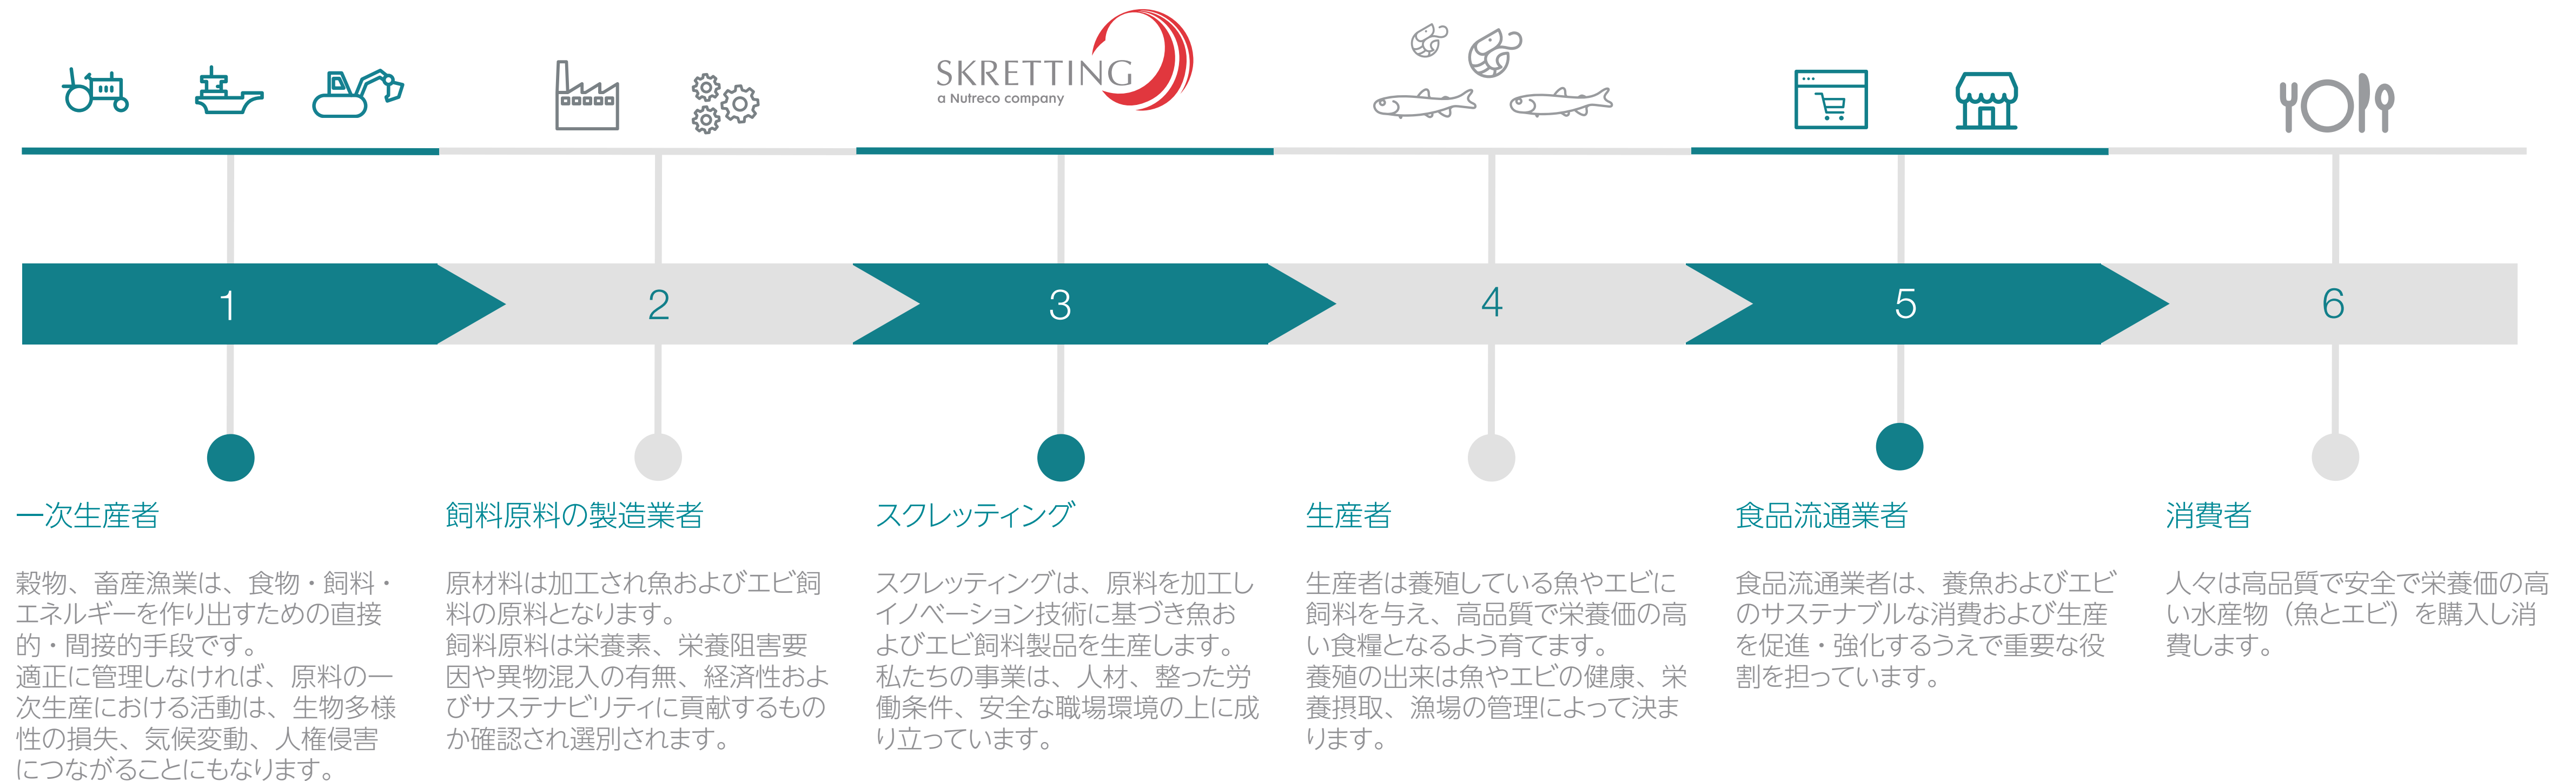 SKRETTING
a Nutreco company
1
2
3
4
5
6
一次生産者
穀物、畜産漁業は、食物・飼料・
エネルギーを作り出すための直接
的・間接的手段です。
適正に管理しなければ、原料の一
次生産における活動は、生物多様
性の損失、気候変動、人権侵害
につながることにもなります。
飼料原料の製造業者
原材料は加工され魚およびエビ飼
料の原料となります。
飼料原料は栄養素、栄養阻害要
因や異物混入の有無、経済性およ
びサステナビリティに貢献するもの
か確認され選別されます。
スクレッティング
スクレッティングは、原料を加工し
イノベーション技術に基づき魚お
よびエビ飼料製品を生産します。
私たちの事業は、人材、整った労
働条件、安全な職場環境の上に成
り立っています。
生産者
生産者は養殖している魚やエビに
飼料を与え、高品質で栄養価の高
い食糧となるよう育てます。
養殖の出来は魚やエビの健康、栄
養摂取、漁場の管理によって決ま
ります。
食品流通業者
食品流通業者は、養魚およびエビ
のサステナブルな消費および生産
を促進・強化するうえで重要な役
割を担っています。
消費者
人々は高品質で安全で栄養価の高
い水産物（魚とエビ）を購入し消
費します。